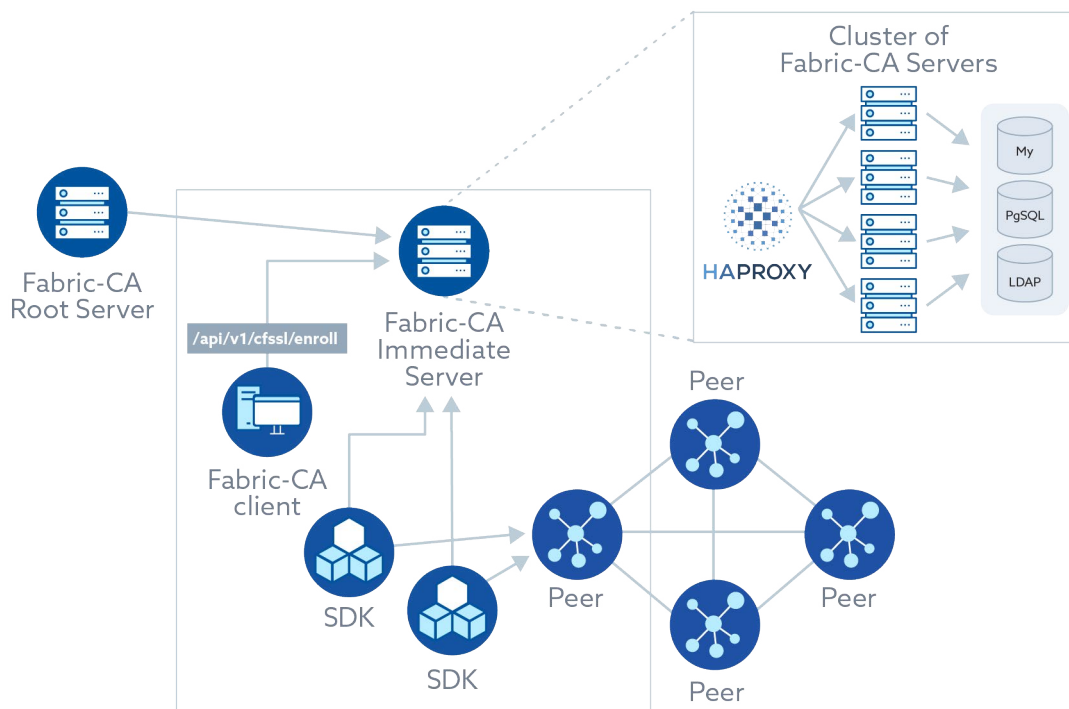 Cluster of
Fabric-CA Servers
My
PgSQL
LDAP
HAPROXY
Fabric-CA
Root Server
Fabric-CA
Immediate
Server
/api/v1/cfssl/enroll
Fabric-CA
client
SDK
SDK
Peer
Peer
Peer
Peer